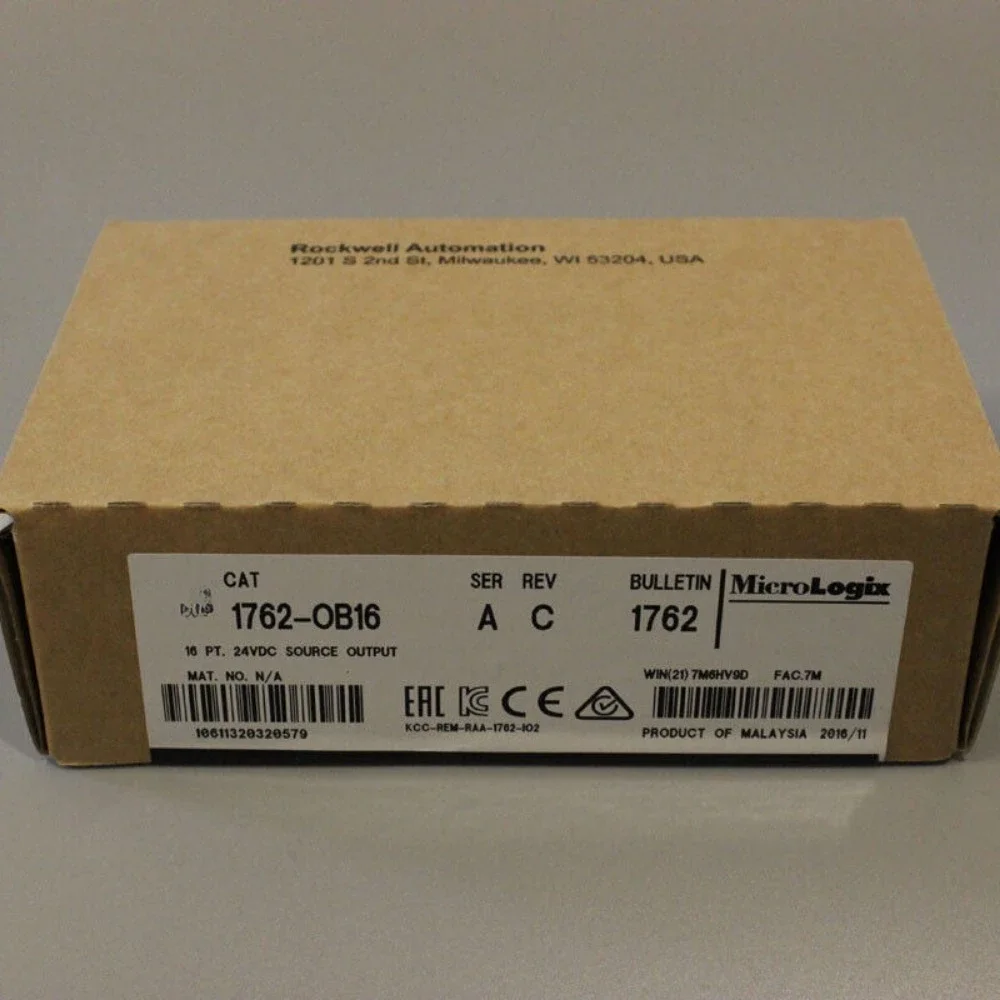 Rockwell Automation
1201 S 2nd St, Milwaukee, WI 53204, USA
CAT SER REV BULLETIN MicroLogix
1762-OB16 A C 1762
16 PT. 24VDC SOURCE OUTPUT
MAT. NO. N/A WIN(21) 7M6HV9D FAC.7M
EAC CE
10611320320579 KCC-REM-RAA-1762-IO2 PRODUCT OF MALAYSIA 2016/11